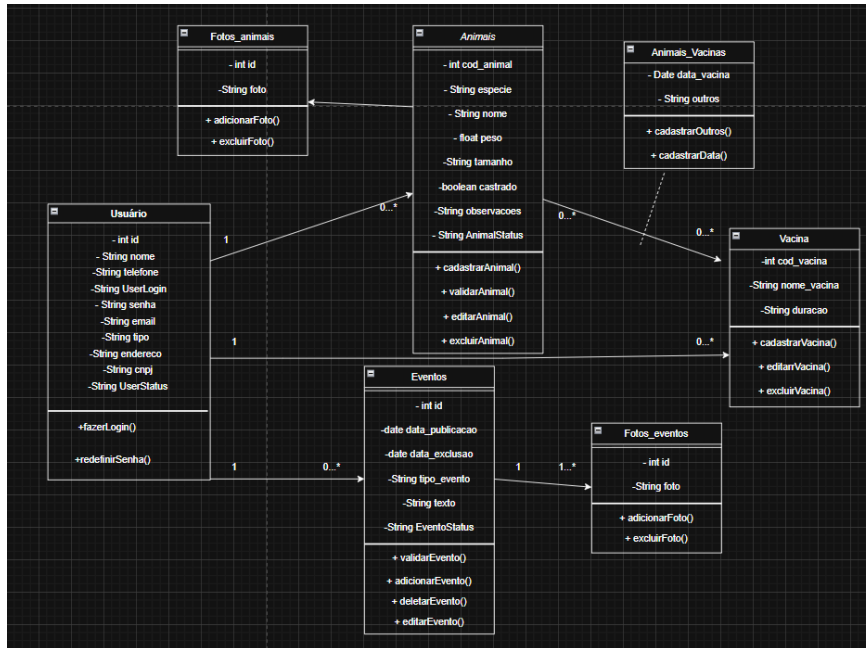 Fotos_animais
- int id
-String foto
+ adicionarFoto()
+ excluirFoto()
Animais
- int cod_animal
- String especie
- String nome
- float peso
-String tamanho
-boolean castrado
-String observacoes
- String AnimalStatus
+ cadastrarAnimal()
+ validarAnimal()
+ editarAnimal()
+ excluirAnimal()
Animais_Vacinas
- Date data_vacina
- String outros
+ cadastrarOutros()
+ cadastrarData()
Usuário
- int id
- String nome
-String telefone
-String UserLogin
- String senha
-String email
-String tipo
-String endereco
-String cnpj
-String UserStatus
+fazerLogin()
+redefinirSenha()
1
0...*
0...*
0...*
Vacina
-int cod_vacina
-String nome_vacina
-String duracao
+ cadastrarVacina()
+ editarrVacina()
+ excluirVacina()
1
0...*
Eventos
- int id
-date data_publicacao
-date data_exclusao
-String tipo_evento
-String texto
-String EventoStatus
+ validarEvento()
+ adicionarEvento()
+ deletarEvento()
+ editarEvento()
1
0...*
1
1...*
Fotos_eventos
- int id
-String foto
+ adicionarFoto()
+ excluirFoto()